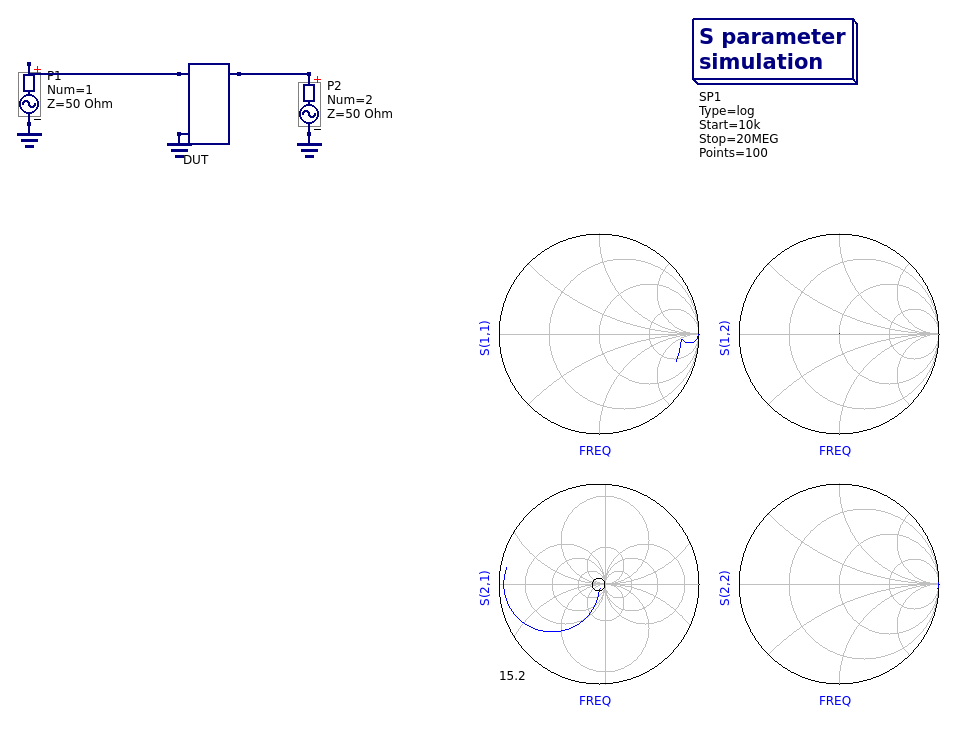 S parameter
simulation
+
P1
Num=1
Z=50 Ohm
−
+
P2
Num=2
Z=50 Ohm
−
DUT
SP1
Type=log
Start=10k
Stop=20MEG
Points=100
S(1,1)
FREQ
S(1,2)
FREQ
S(2,1)
15.2
FREQ
S(2,2)
FREQ